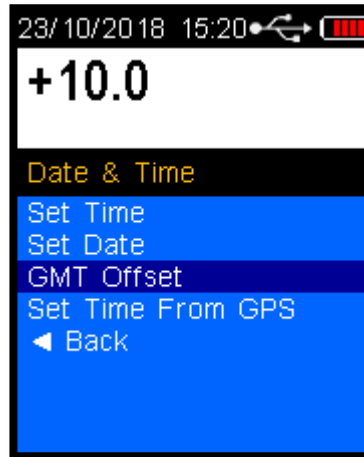 23/10/2018 15:20
+10.0
Date & Time
Set Time
Set Date
GMT Offset
Set Time From GPS
◄ Back